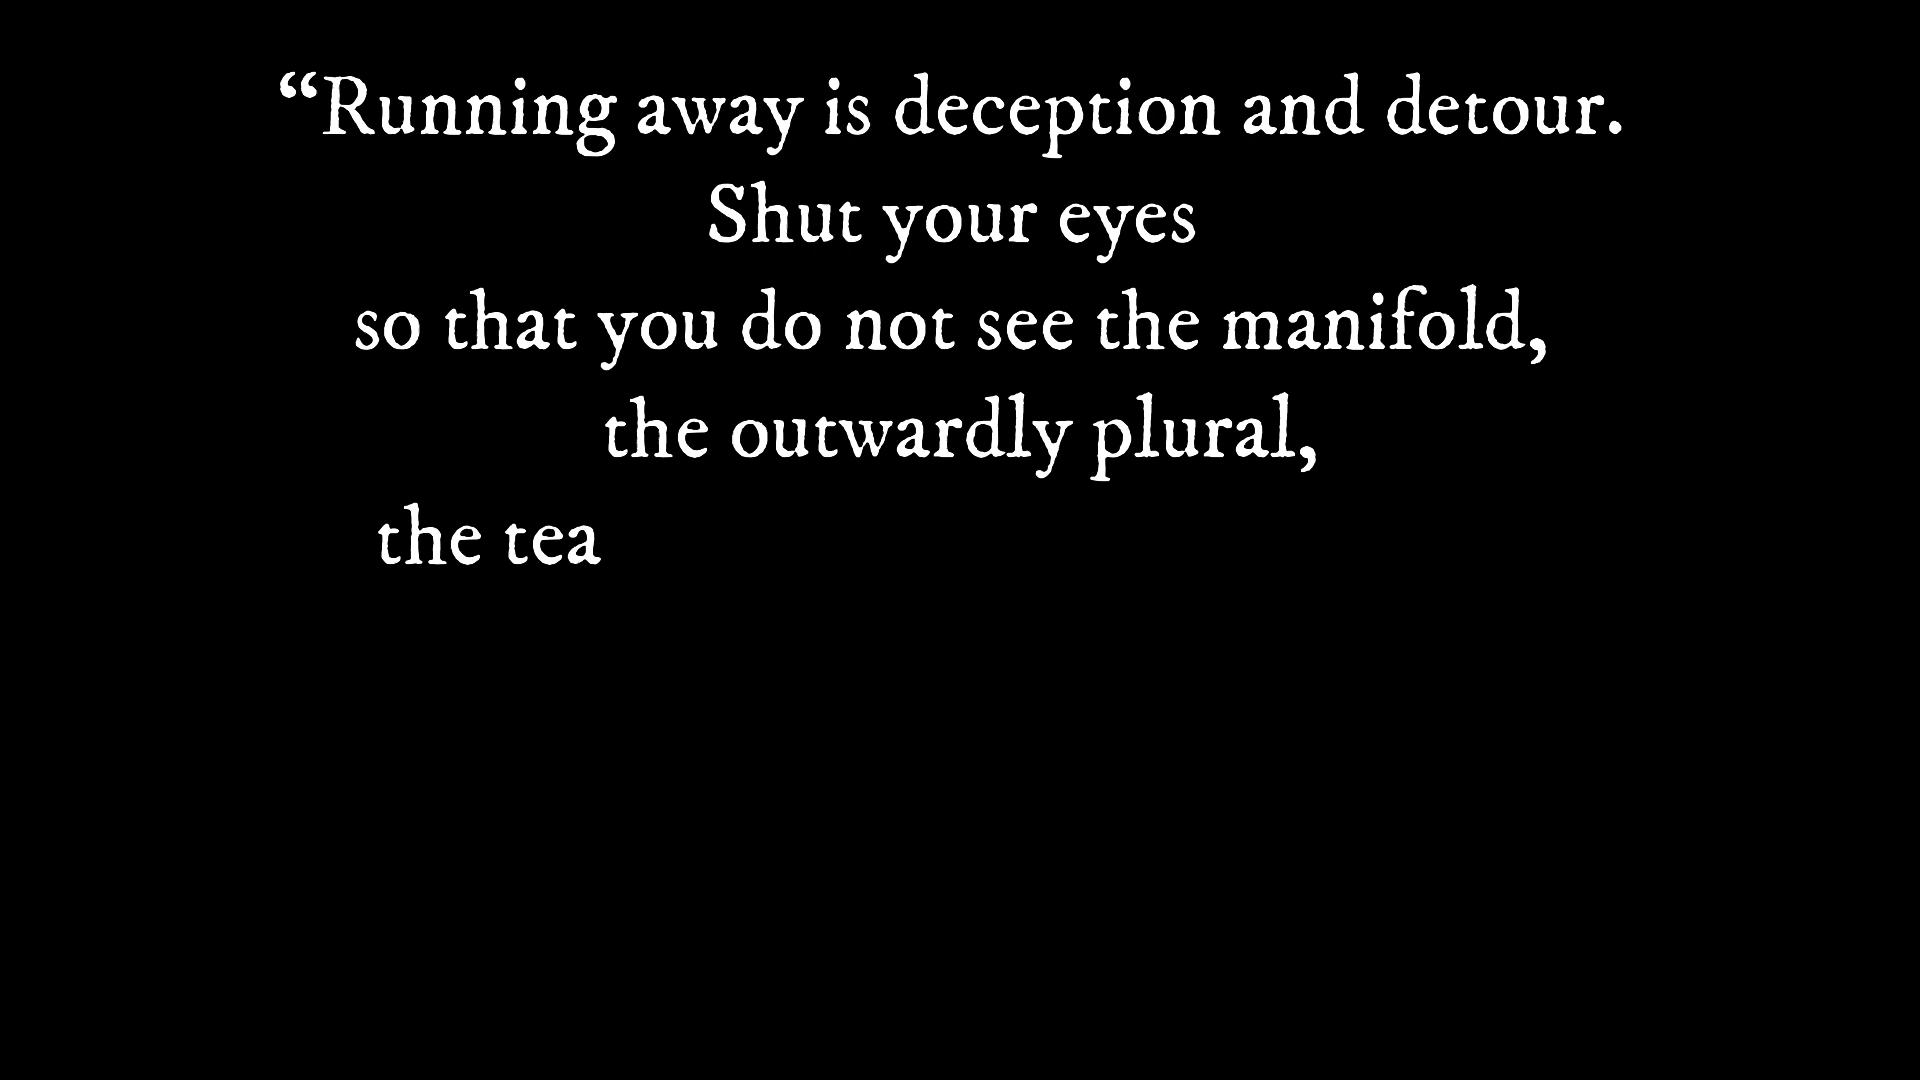 “Running away is deception and detour.
Shut your eyes
so that you do not see the manifold,
the outwardly plural,
the tea